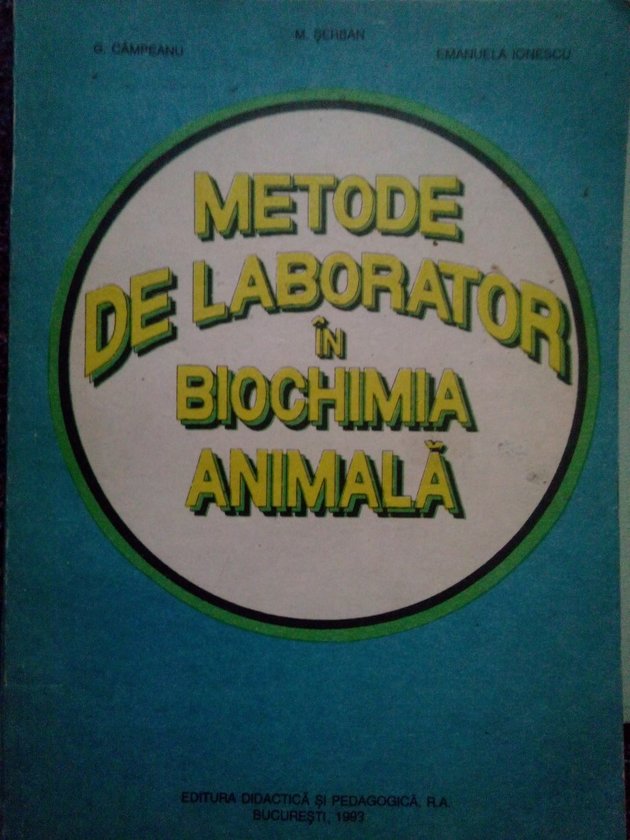 M. ŞERBAN
G. CÂMPEANU
EMANUELA IONESCU
METODE
DE LABORATOR
ÎN
BIOCHIMIA
ANIMALĂ
EDITURA DIDACTICĂ ŞI PEDAGOGICĂ, R.A.
BUCUREŞTI, 1993